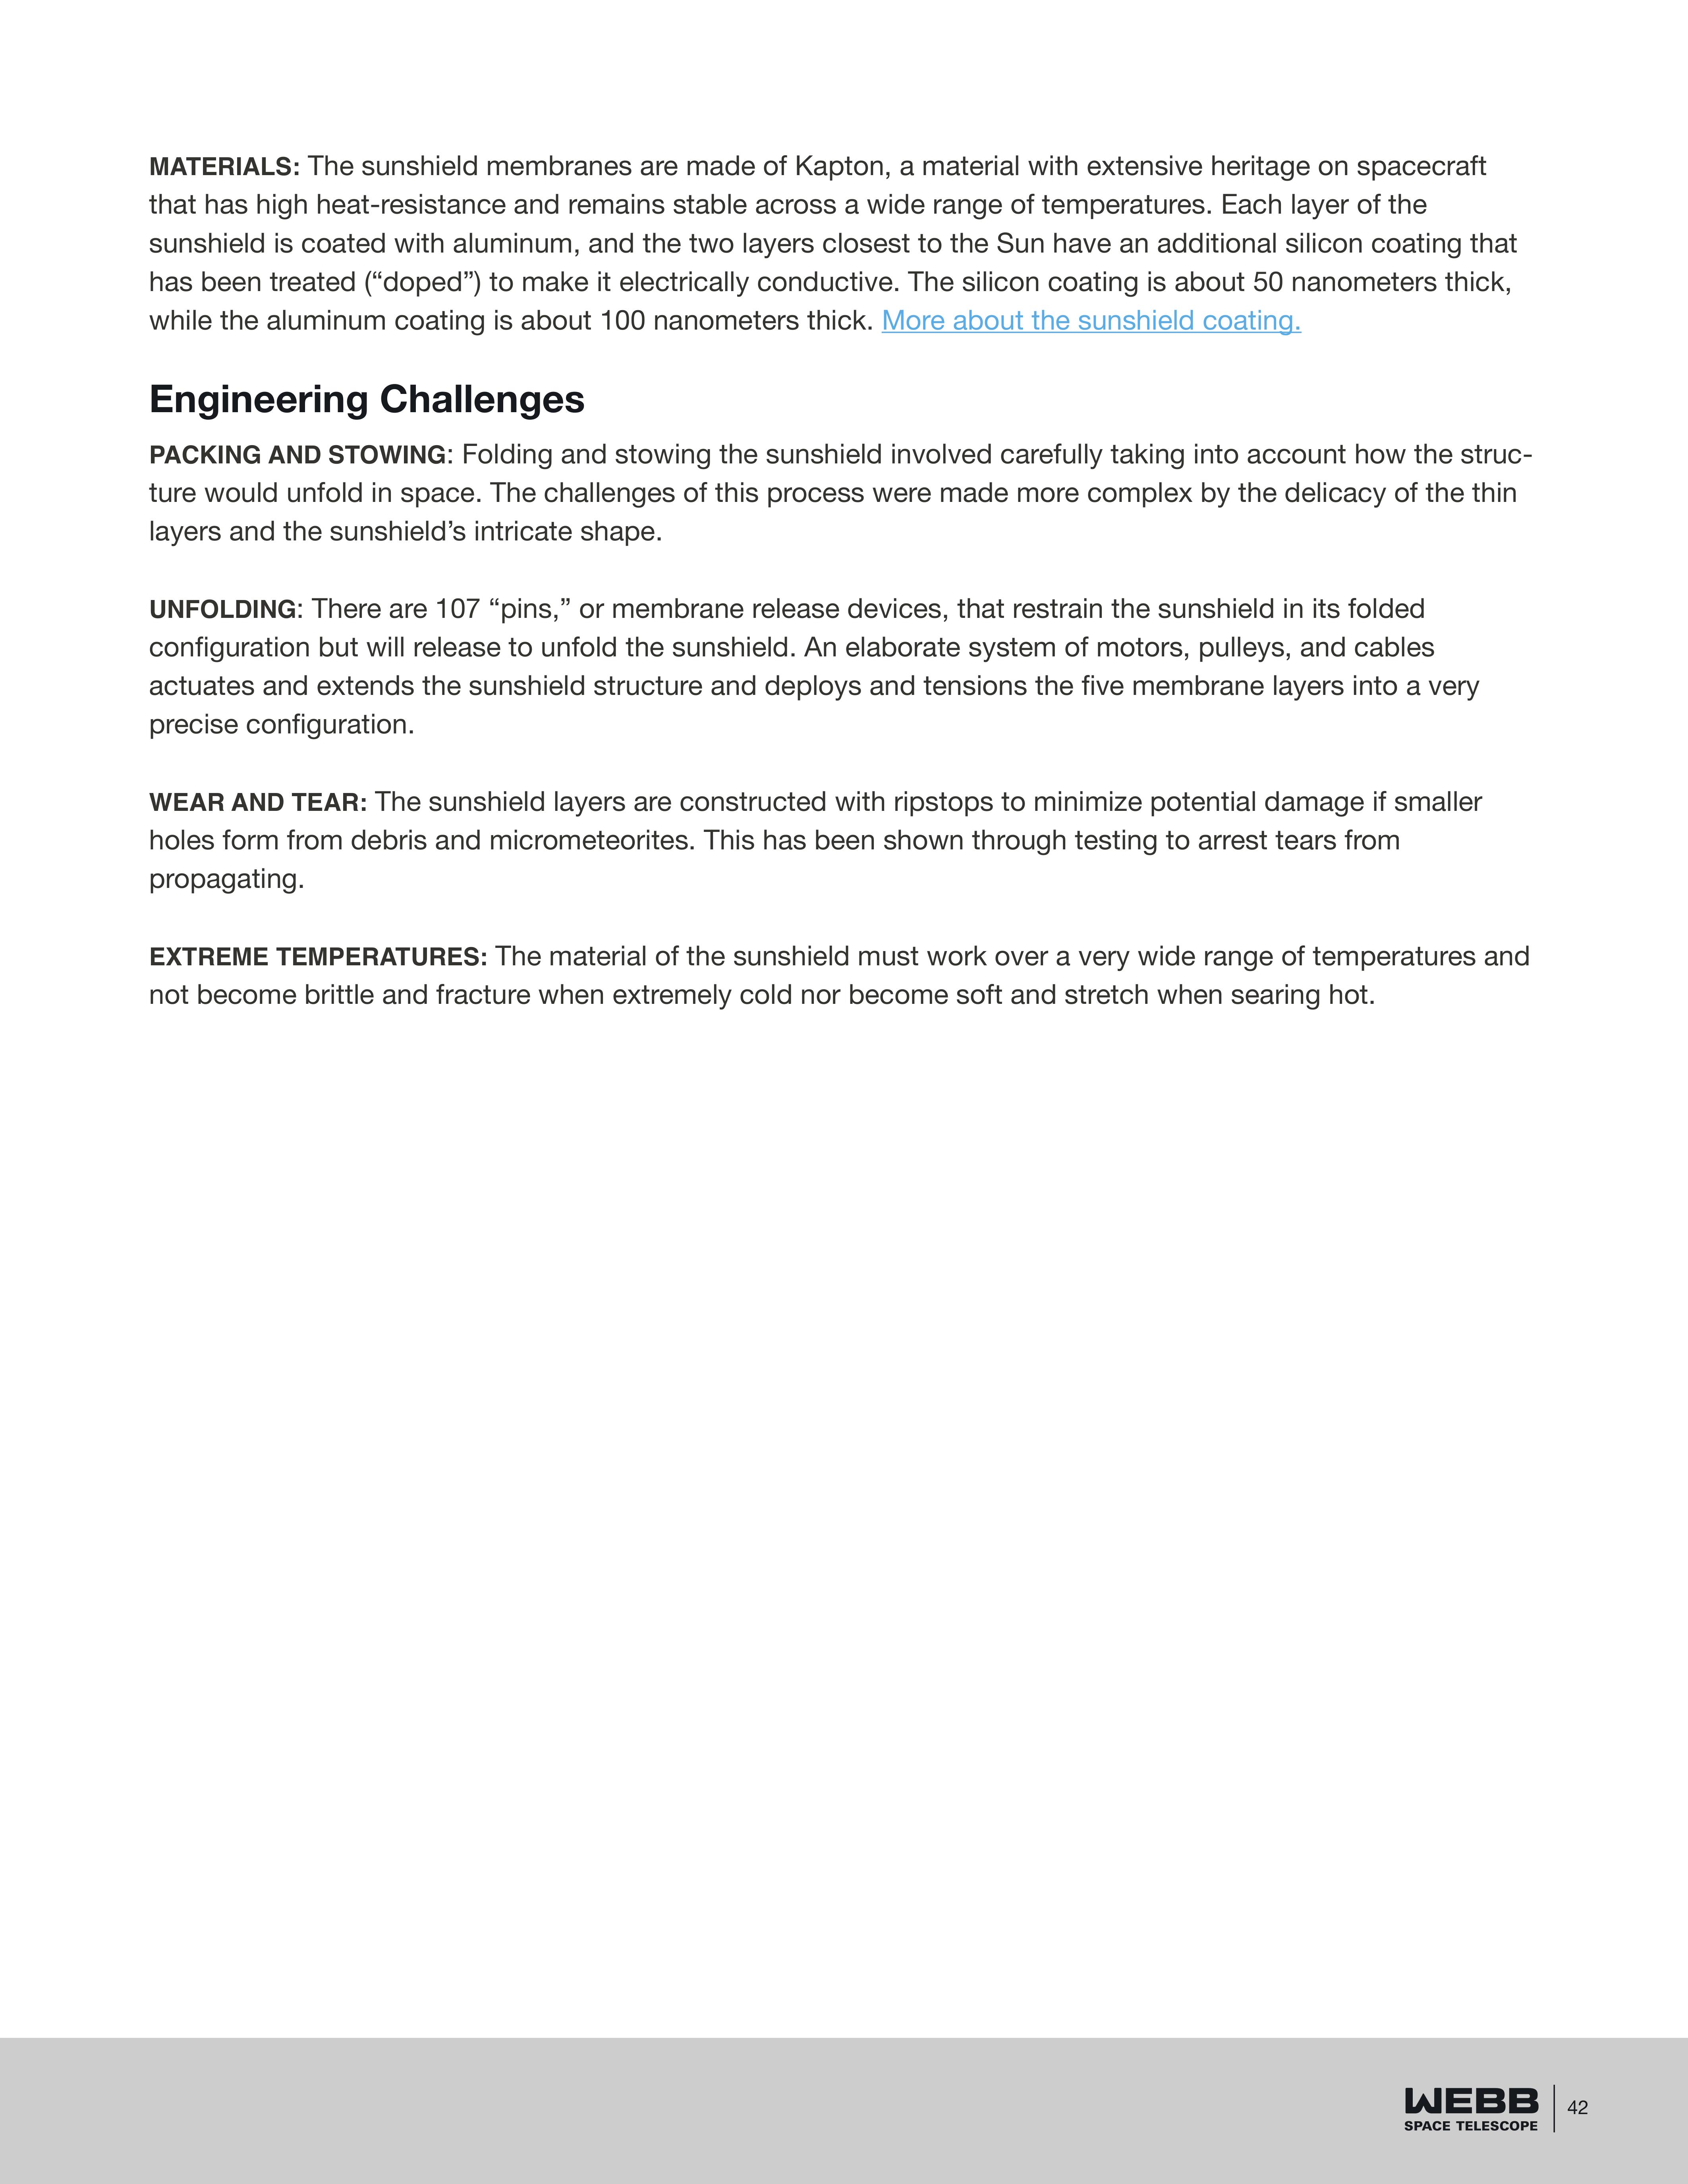 MATERIALS: The sunshield membranes are made of Kapton, a material with extensive heritage on spacecraft
that has high heat-resistance and remains stable across a wide range of temperatures. Each layer of the
sunshield is coated with aluminum, and the two layers closest to the Sun have an additional silicon coating that
has been treated (“doped”) to make it electrically conductive. The silicon coating is about 50 nanometers thick,
while the aluminum coating is about 100 nanometers thick. More about the sunshield coating.
Engineering Challenges
PACKING AND STOWING: Folding and stowing the sunshield involved carefully taking into account how the struc-
ture would unfold in space. The challenges of this process were made more complex by the delicacy of the thin
layers and the sunshield’s intricate shape.
UNFOLDING: There are 107 “pins,” or membrane release devices, that restrain the sunshield in its folded
configuration but will release to unfold the sunshield. An elaborate system of motors, pulleys, and cables
actuates and extends the sunshield structure and deploys and tensions the five membrane layers into a very
precise configuration.
WEAR AND TEAR: The sunshield layers are constructed with ripstops to minimize potential damage if smaller
holes form from debris and micrometeorites. This has been shown through testing to arrest tears from
propagating.
EXTREME TEMPERATURES: The material of the sunshield must work over a very wide range of temperatures and
not become brittle and fracture when extremely cold nor become soft and stretch when searing hot.
WEBB
SPACE TELESCOPE
42